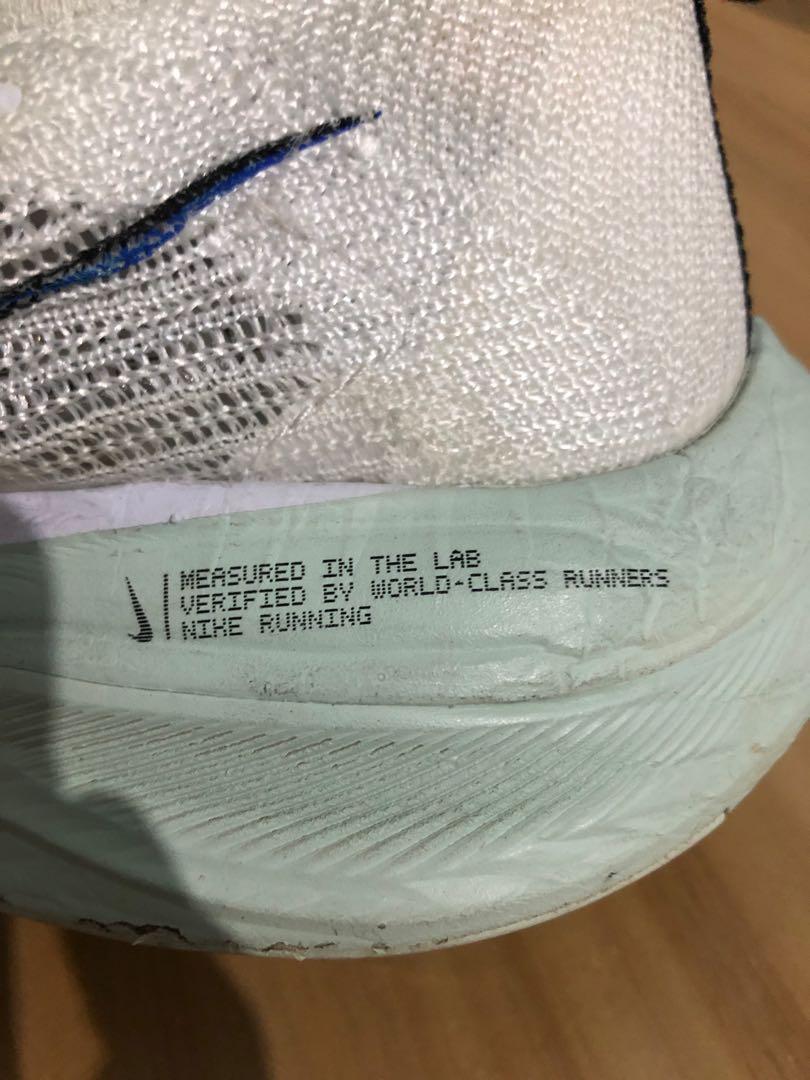 MEASURED IN THE LAB
VERIFIED BY WORLD-CLASS RUNNERS
NIKE RUNNING